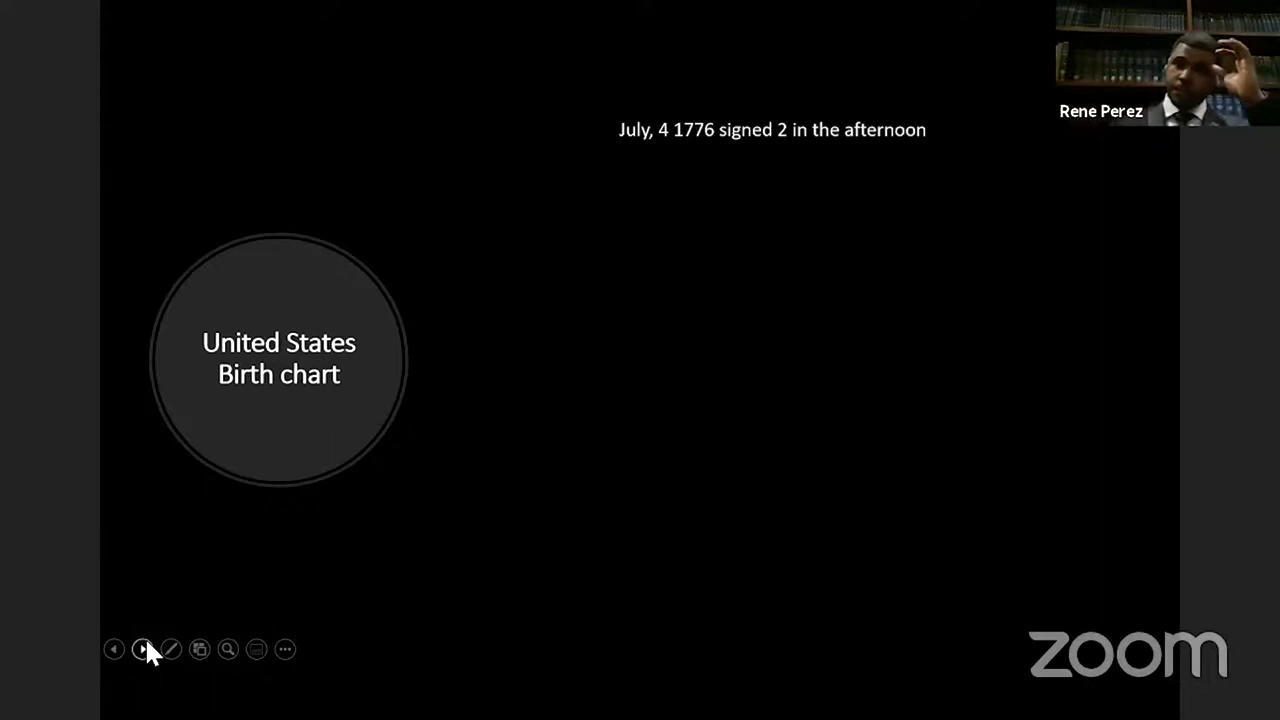 Rene Perez
July, 4 1776 signed 2 in the afternoon
United States
Birth chart
zoom